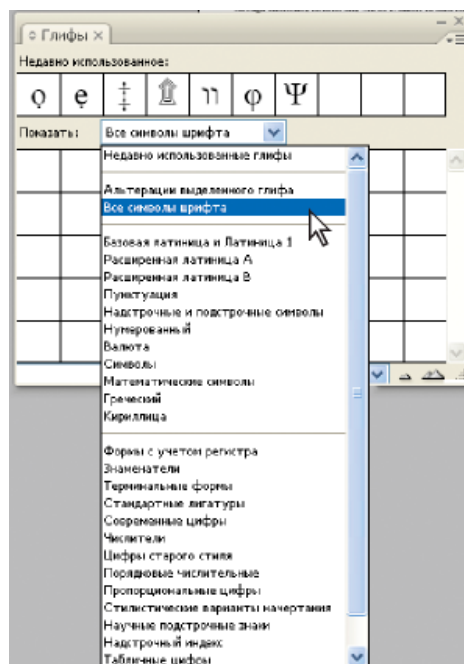 Глифы ×
Недавно использованное:
ọ ẹ ‡ װ φ Ψ
Показать: Все символы шрифта
Недавно использованные глифы
Альтерации выделенного глифа
Все символы шрифта
Базовая латиница и Латиница 1
Расширенная латиница A
Расширенная латиница B
Пунктуация
Надстрочные и подстрочные символы
Нумерованный
Валюта
Символы
Математические символы
Греческий
Кириллица
Формы с учетом регистра
Знаменатели
Терминальные формы
Стандартные лигатуры
Современные цифры
Числители
Цифры старого стиля
Порядковые числительные
Пропорциональные цифры
Стилистические варианты начертания
Научные подстрочные знаки
Надстрочный индекс
Табличные цифры